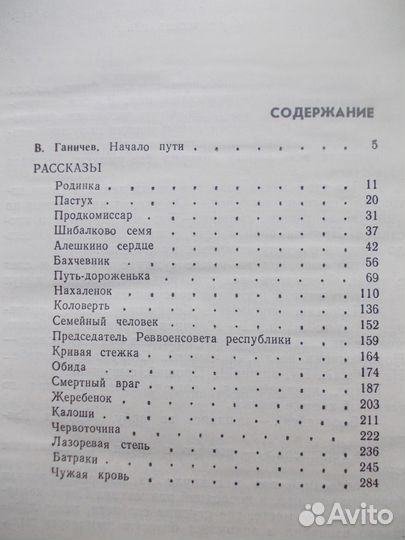 СОДЕРЖАНИЕ
В. Ганичев. Начало пути . . . . . . . 5
РАССКАЗЫ
Родинка . . . . . . . . . 11
Пастух . . . . . . . . . 20
Продкомиссар . . . . . . . . 31
Шибалково семя . . . . . . . 37
Алешкино сердце . . . . . . . 42
Бахчевник . . . . . . . . 56
Путь-дороженька . . . . . . . 69
Нахаленок . . . . . . . . 110
Коловерть . . . . . . . . 136
Семейный человек . . . . . . . 152
Председатель Реввоенсовета республики . . . 159
Кривая стежка . . . . . . . 164
Обида . . . . . . . . . 174
Смертный враг . . . . . . . 187
Жеребенок . . . . . . . . 203
Калоши . . . . . . . . . 211
Червоточина . . . . . . . . 222
Лазоревая степь . . . . . . . 236
Батраки . . . . . . . . . 245
Чужая кровь . . . . . . . . 284
Avito